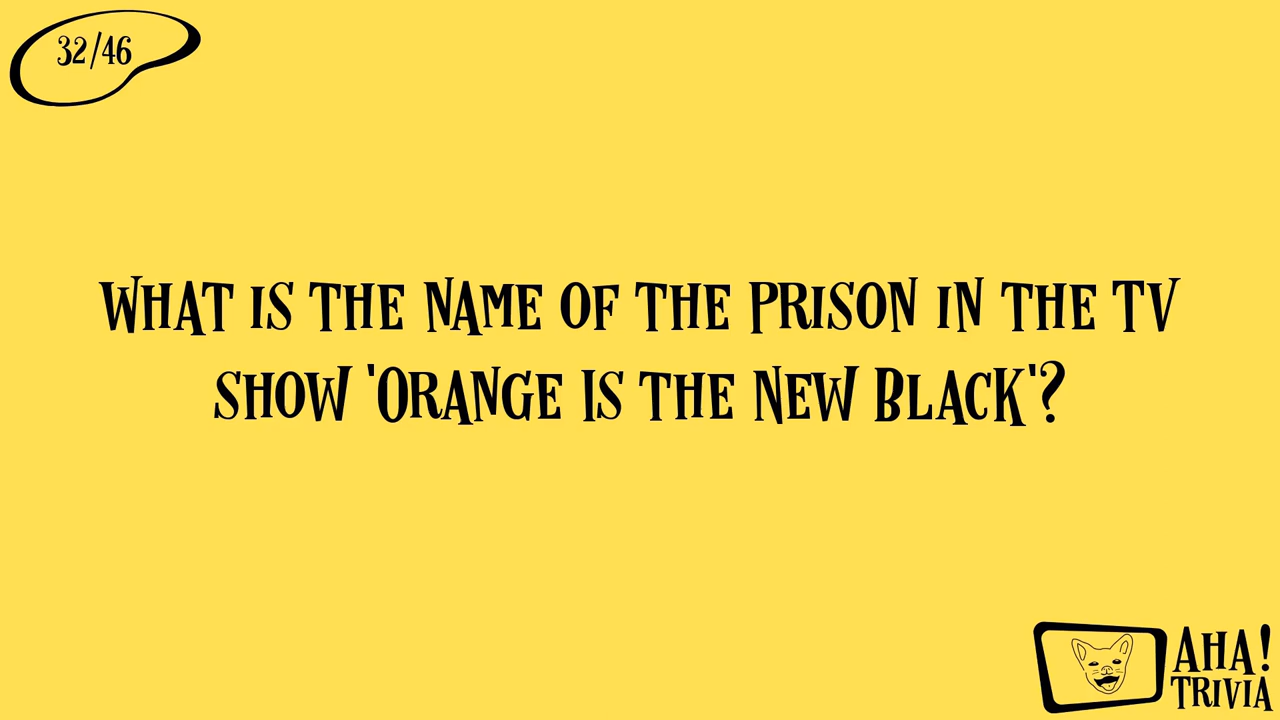 32/46
WHAT IS THE NAME OF THE PRISON IN THE TV
SHOW 'ORANGE IS THE NEW BLACK'?
AHA!
TRIVIA